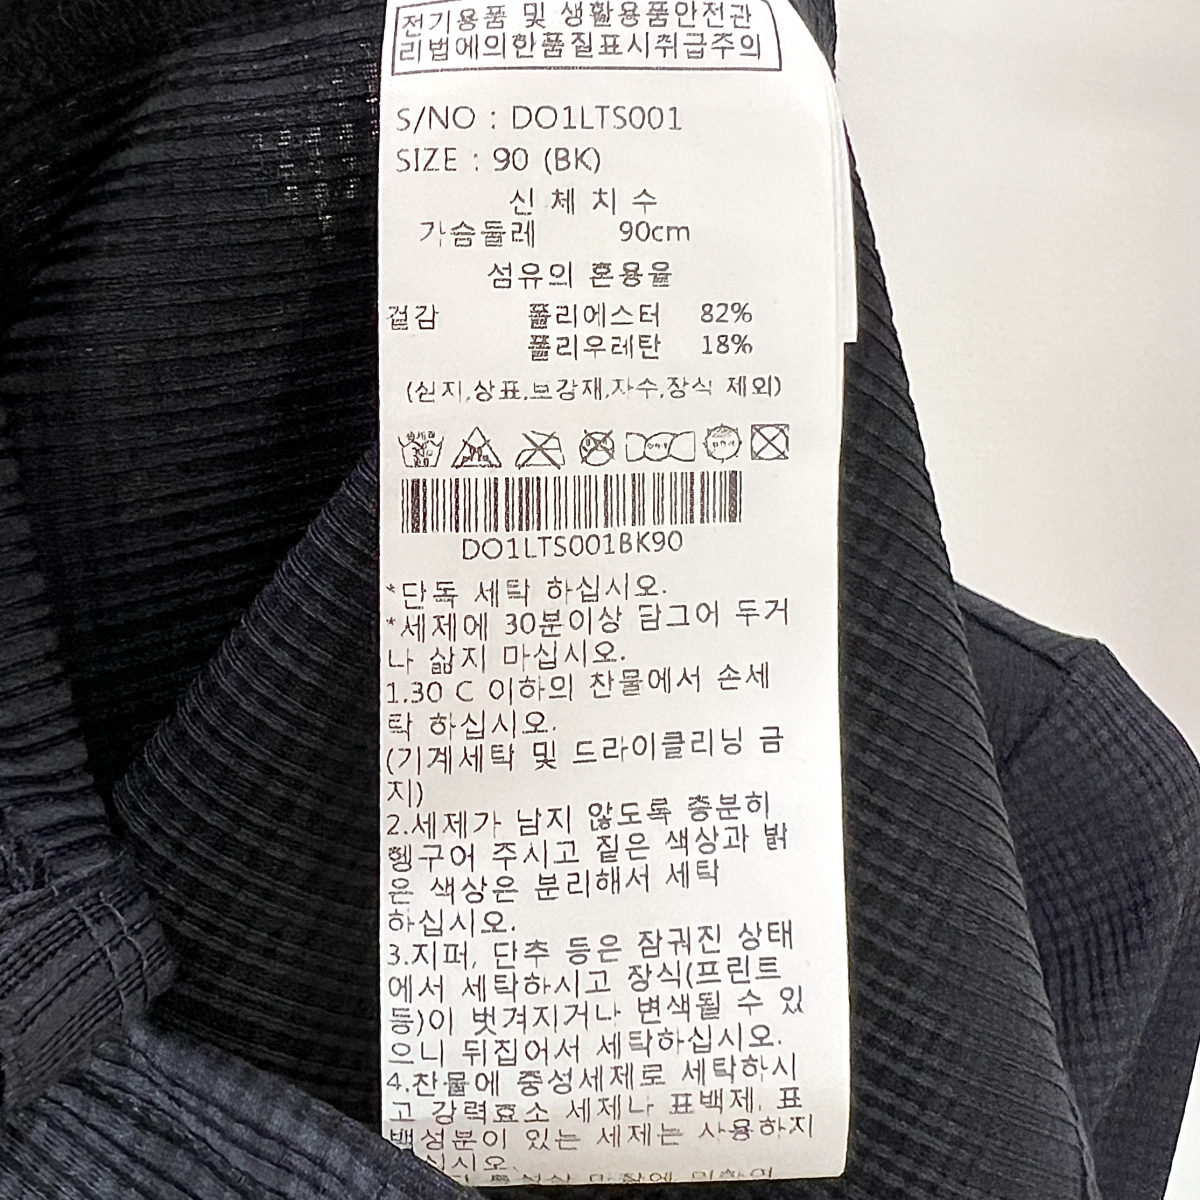 전기용품 및 생활용품안전관
리법에의한품질표시취급주의
S/NO : DO1LTS001
SIZE : 90 (BK)
신 체 치 수
가슴둘레 90cm
섬유의 혼용율
겉감 폴리에스터 82%
폴리우레탄 18%
(심지,상표,보강재,자수,장식 제외)
DO1LTS001BK90
*단독 세탁 하십시오.
*세제에 30분이상 담그어 두거
나 삶지 마십시오.
1.30 C 이하의 찬물에서 손세
탁 하십시오.
(기계세탁 및 드라이클리닝 금
지)
2.세제가 남지 않도록 충분히
헹구어 주시고 짙은 색상과 밝
은 색상은 분리해서 세탁
하십시오.
3.지퍼, 단추 등은 잠궈진 상태
에서 세탁하시고 장식(프린트
등)이 벗겨지거나 변색될 수 있
으니 뒤집어서 세탁하십시오.
4.찬물에 중성세제로 세탁하시
고 강력효소 세제나 표백제, 표
백성분이 있는 세제는 사용하지
십시오.